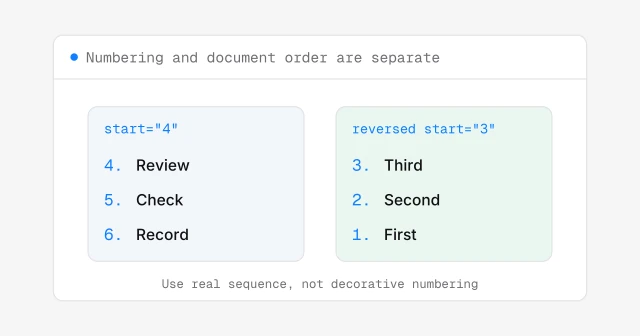 Numbering and document order are separate
start="4"
4. Review
5. Check
6. Record
reversed start="3"
3. Third
2. Second
1. First
Use real sequence, not decorative numbering